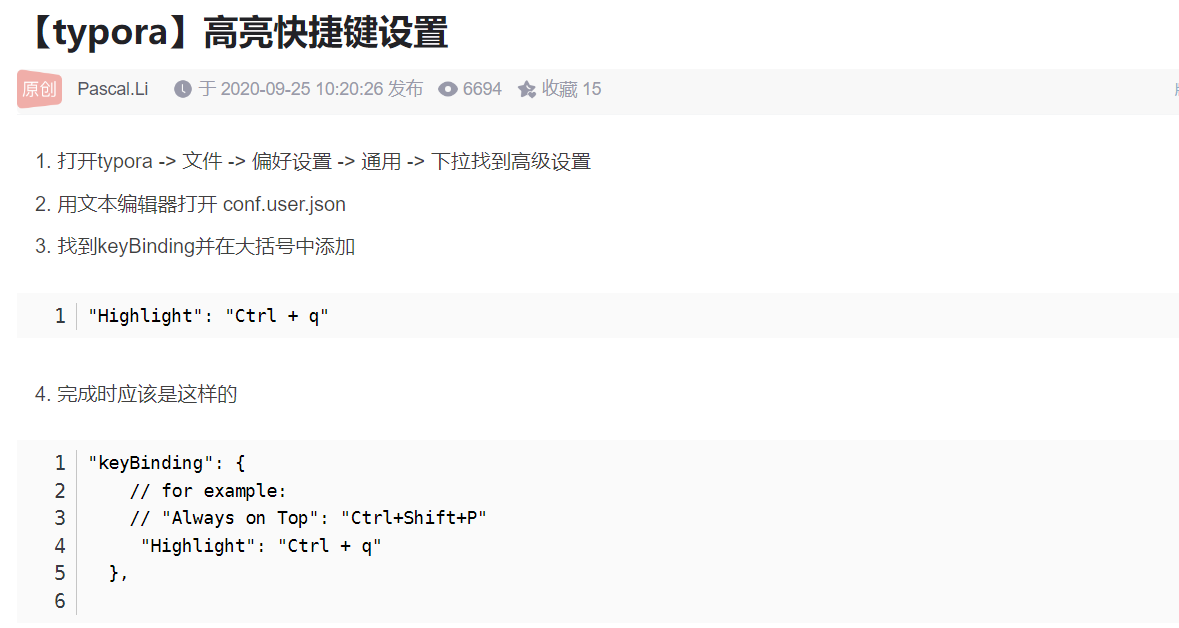 【typora】高亮快捷键设置
原创 Pascal.Li 于 2020-09-25 10:20:26 发布 6694 收藏 15
1. 打开typora -> 文件 -> 偏好设置 -> 通用 -> 下拉找到高级设置
2. 用文本编辑器打开 conf.user.json
3. 找到keyBinding并在大括号中添加
1 "Highlight": "Ctrl + q"
4. 完成时应该是这样的
1 "keyBinding": {
2 // for example:
3 // "Always on Top": "Ctrl+Shift+P"
4 "Highlight": "Ctrl + q"
5 },
6